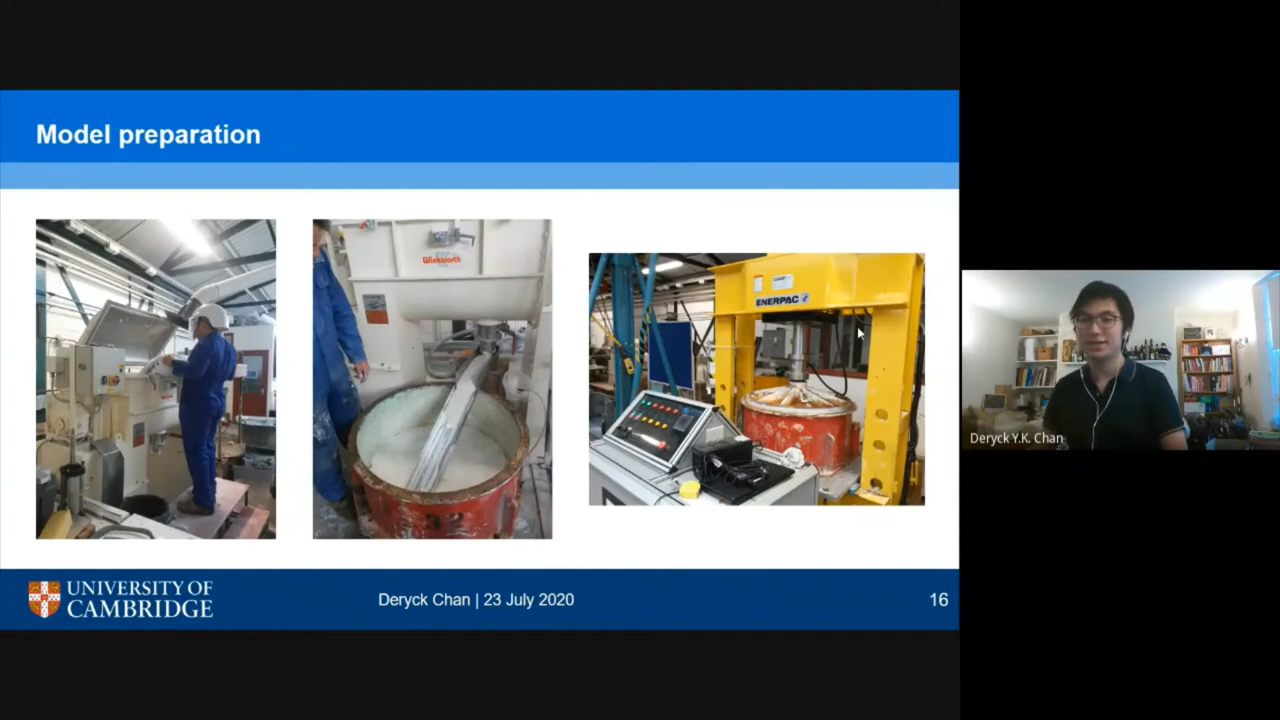 Model preparation
Winkworth
ENERPAC
UNIVERSITY OF
CAMBRIDGE
Deryck Chan | 23 July 2020
16
Deryck Y.K. Chan